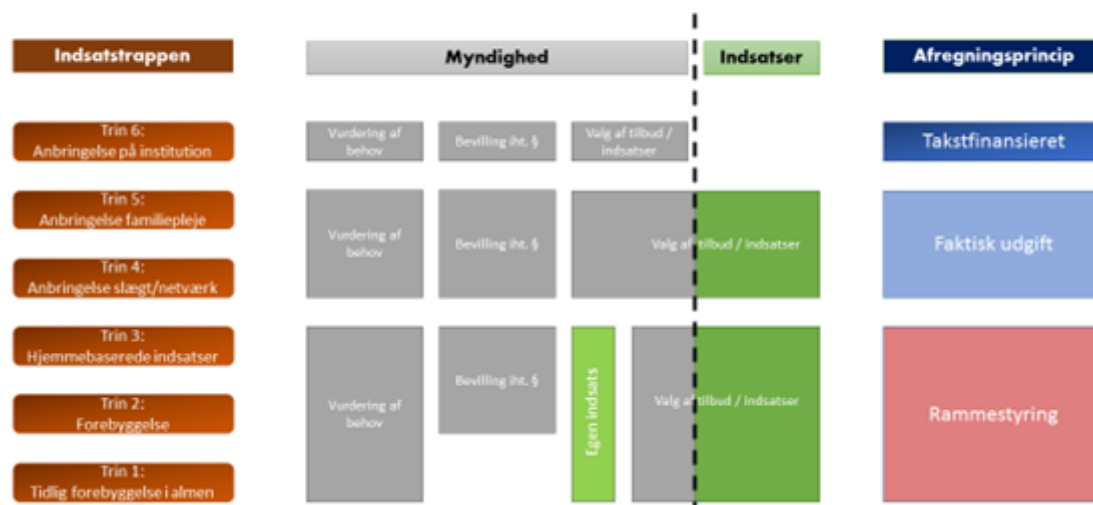 Indsatstrappen
Myndighed
Indsatser
Afregningsprincip
Trin 6:
Anbringelse på institution
Vurdering af
behov
Bevilling iht. §
Valg af tilbud /
indsatser
Takstfinansieret
Trin 5:
Anbringelse familiepleje
Trin 4:
Anbringelse slægt/netværk
Vurdering af
behov
Bevilling iht. §
Valg af tilbud / indsatser
Faktisk udgift
Trin 3:
Hjemmebaserede indsatser
Trin 2:
Forebyggelse
Trin 1:
Tidlig forebyggelse i almen
Vurdering af
behov
Bevilling iht. §
Egen indsats
Valg af tilbud / indsatser
Rammestyring